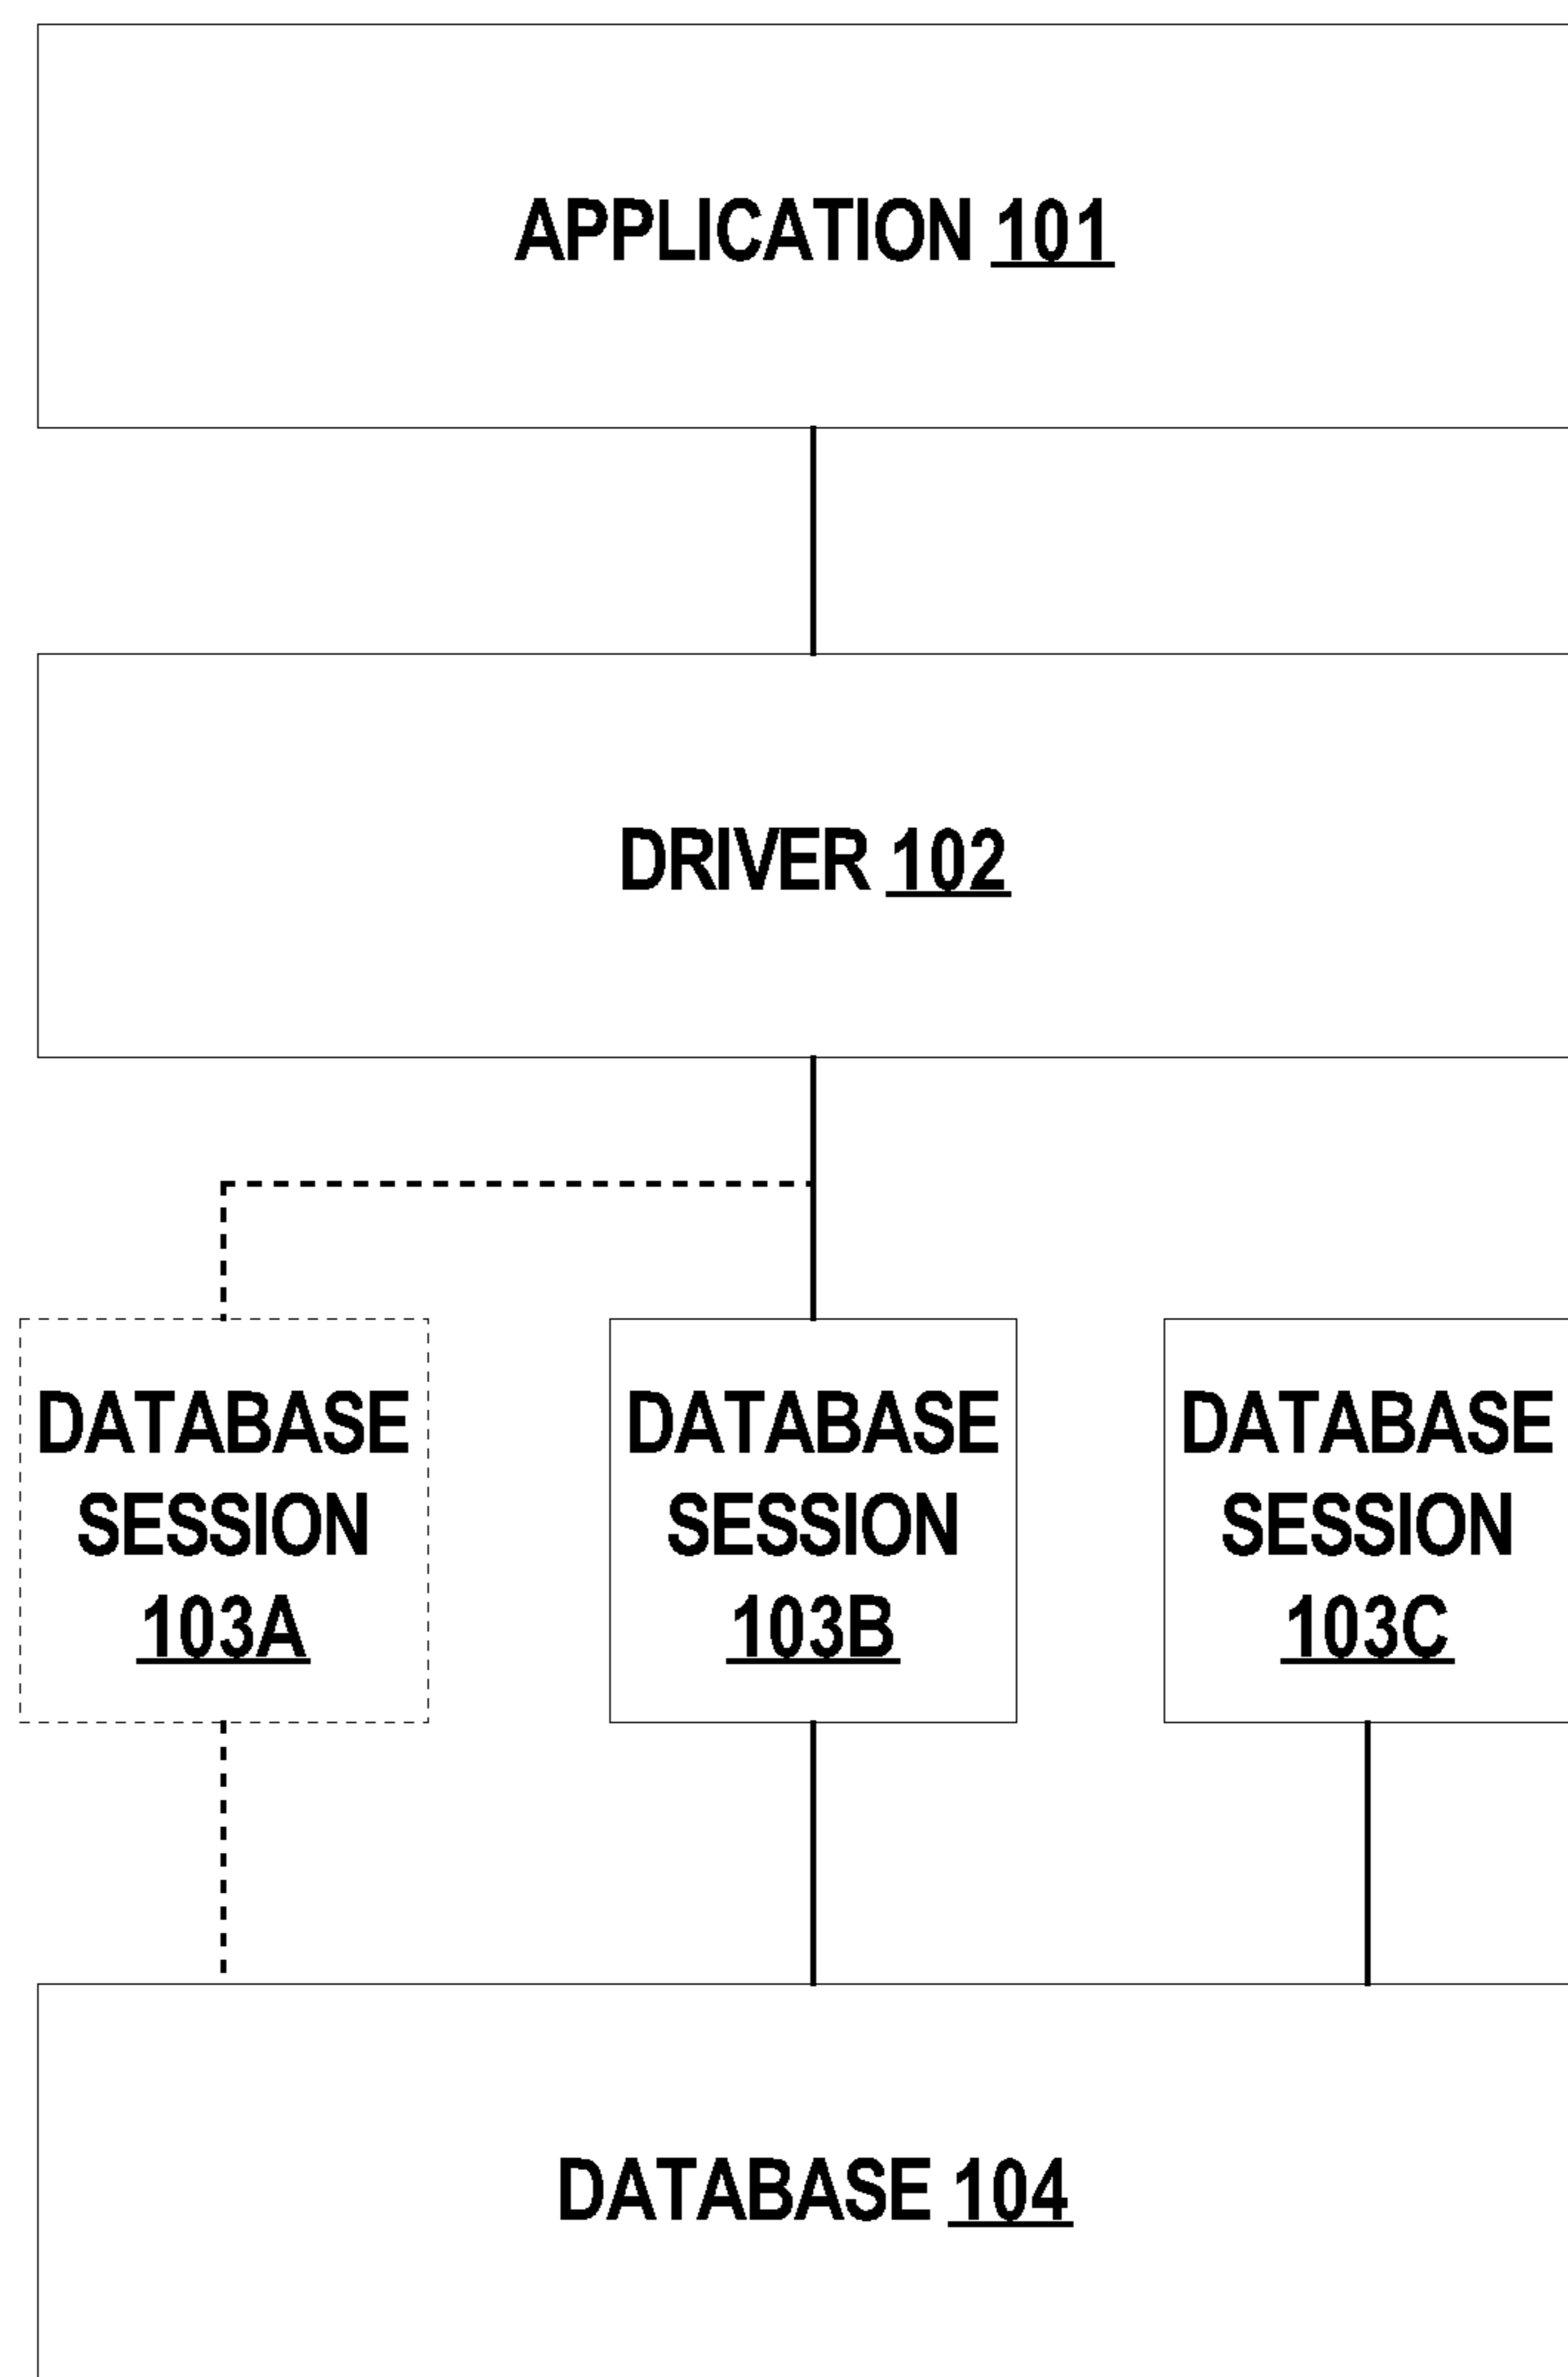 APPLICATION 101
DRIVER 102
DATABASE
SESSION
103A
DATABASE
SESSION
103B
DATABASE
SESSION
103C
DATABASE 104